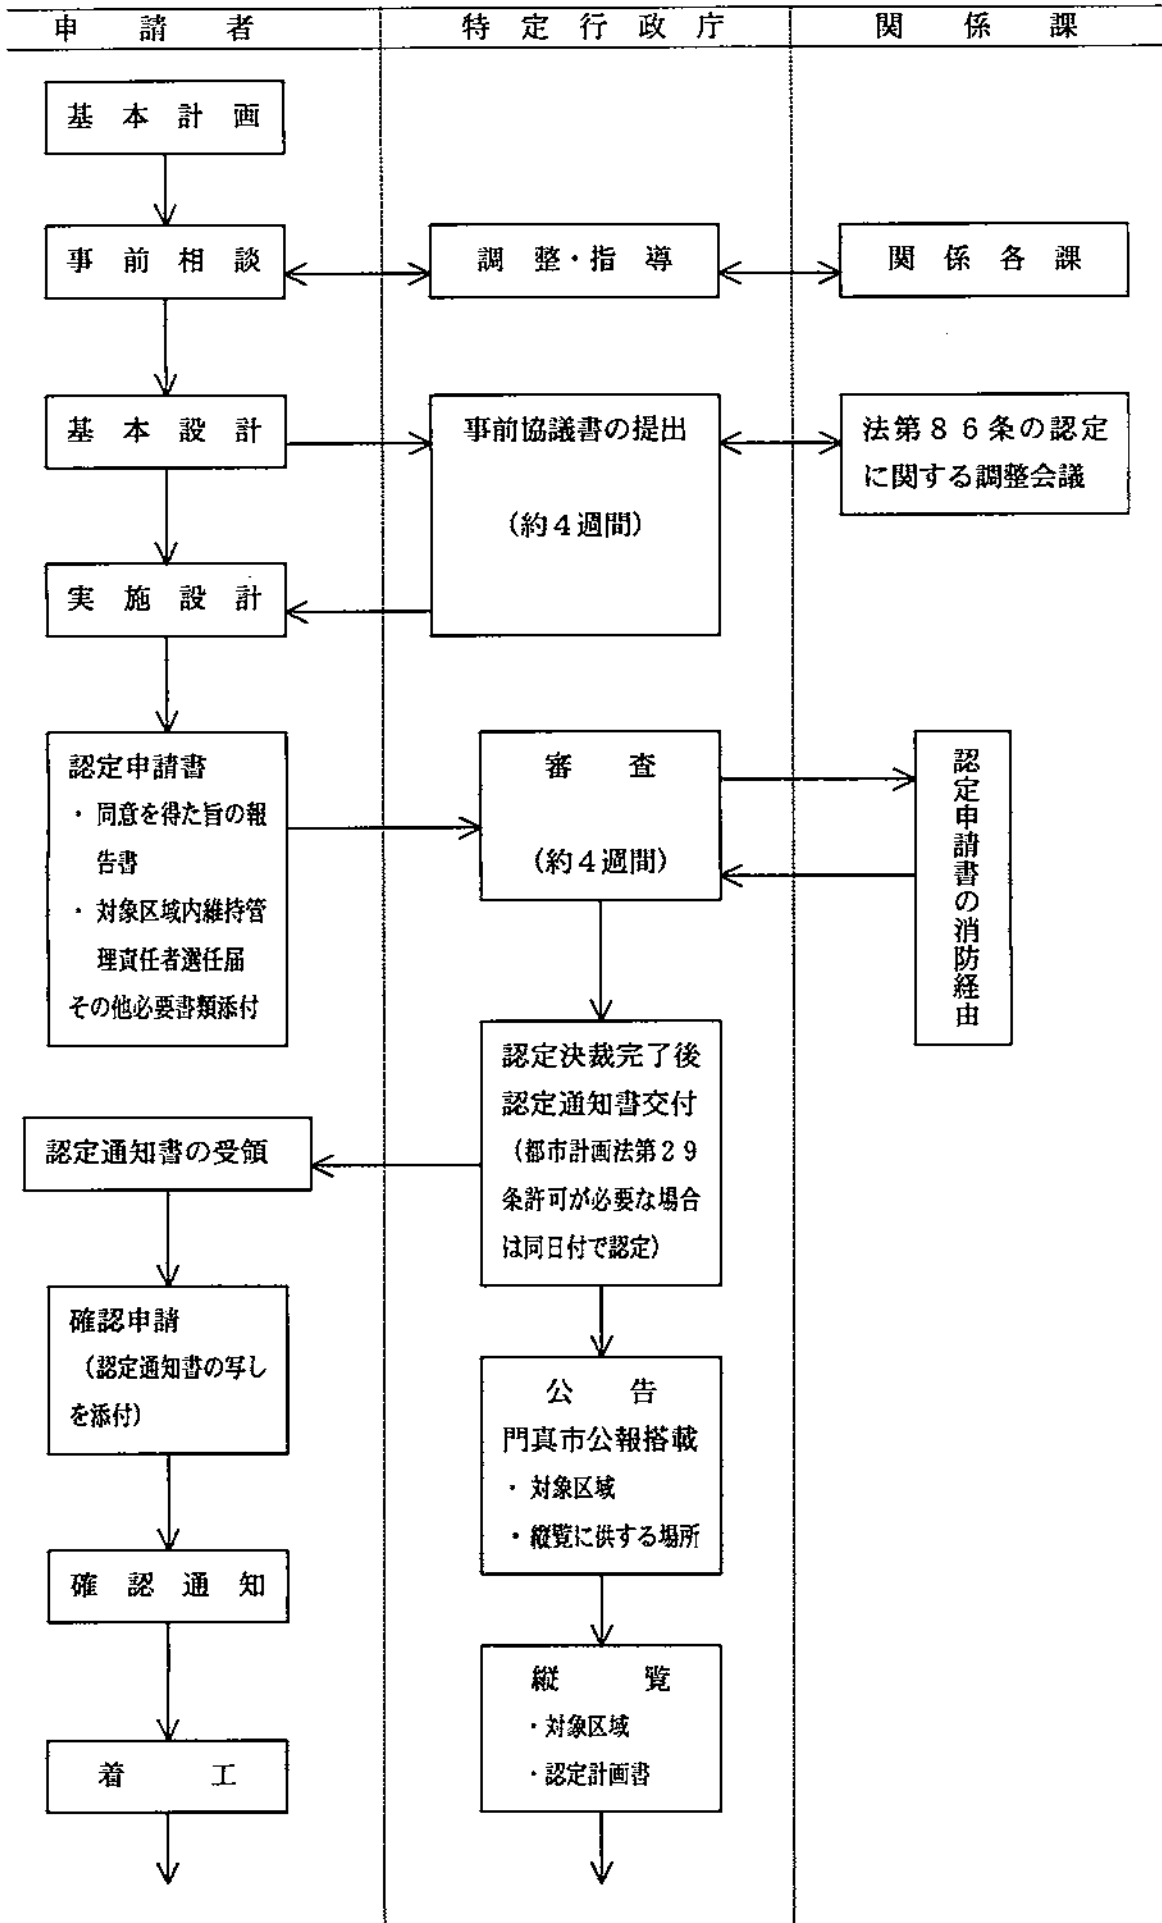 申請者
特定行政庁
関係課
基本計画
事前相談
調整・指導
関係各課
基本設計
事前協議書の提出
(約4週間)
法第86条の認定
に関する調整会議
実施設計
認定申請書
・同意を得た旨の報
告書
・対象区域内維持管
理責任者選任届
その他必要書類添付
審査
(約4週間)
認定申請書の消防経由
認定決裁完了後
認定通知書交付
(都市計画法第29
条許可が必要な場合
は同日付で認定)
認定通知書の受領
確認申請
(認定通知書の写し
を添付)
公告
門真市公報搭載
・対象区域
・縦覧に供する場所
確認通知
縦覧
・対象区域
・認定計画書
着工